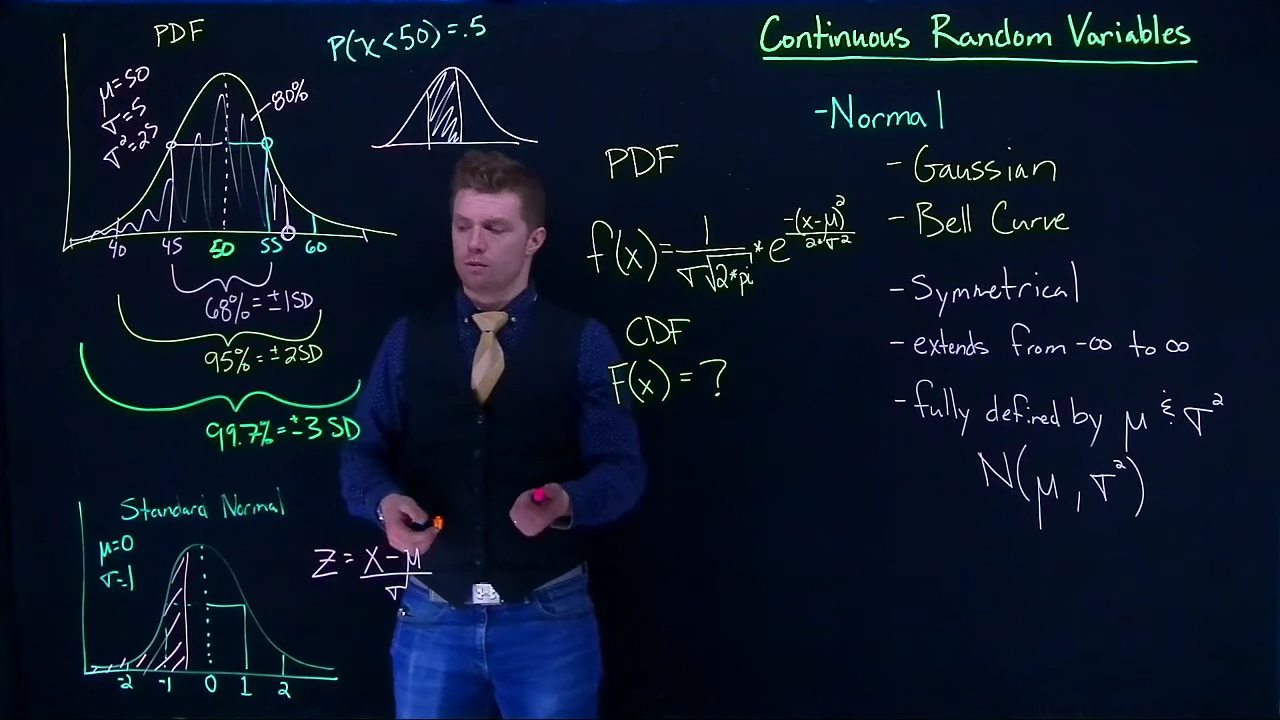 PDF
μ=50
σ=5
σ²=25
80%
40 45 50 55 60
68%=±1SD
95%=±2SD
99.7%=±3 SD
P(x<50)=.5
Standard Normal
μ=0
σ=1
-2 -1 0 1 2
Z=(x-μ)/σ
PDF
f(x)=1/(σ√(2*pi))*e^(-(x-μ)²/(2*σ²))
CDF
F(x)=?
Continuous Random Variables
-Normal
-Gaussian
-Bell Curve
-Symmetrical
-extends from -∞ to ∞
-fully defined by μ & σ²
N(μ,σ²)